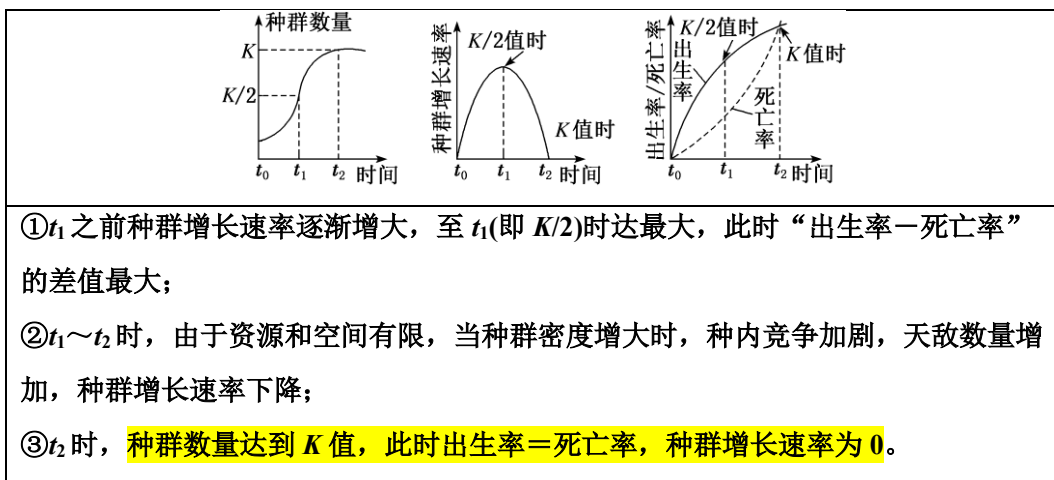 种群数量
K
K/2
t0 t1 t2 时间
种群增长速率
K/2值时
K值时
t0 t1 t2 时间
出生率/死亡率
出生率
K/2值时
K值时
死亡率
t0 t1 t2 时间
①t1之前种群增长速率逐渐增大，至t1(即K/2)时达最大，此时“出生率－死亡率”
的差值最大；
②t1～t2时，由于资源和空间有限，当种群密度增大时，种内竞争加剧，天敌数量增
加，种群增长速率下降；
③t2时，种群数量达到K值，此时出生率＝死亡率，种群增长速率为0。